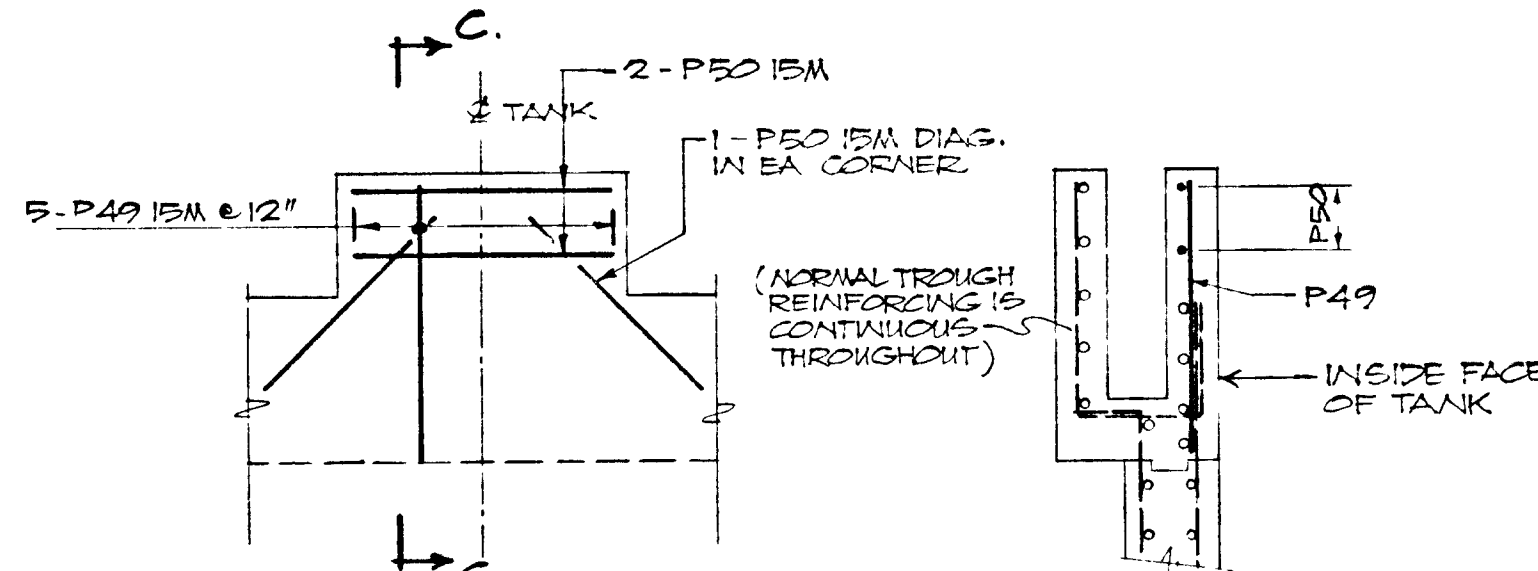 C.
2-P50 15M
℄ TANK
1-P50 15M DIAG.
IN EA CORNER
5-P49 15M @ 12"
(NORMAL TROUGH
REINFORCING IS
CONTINUOUS
THROUGHOUT)
P50
P49
INSIDE FACE
OF TANK